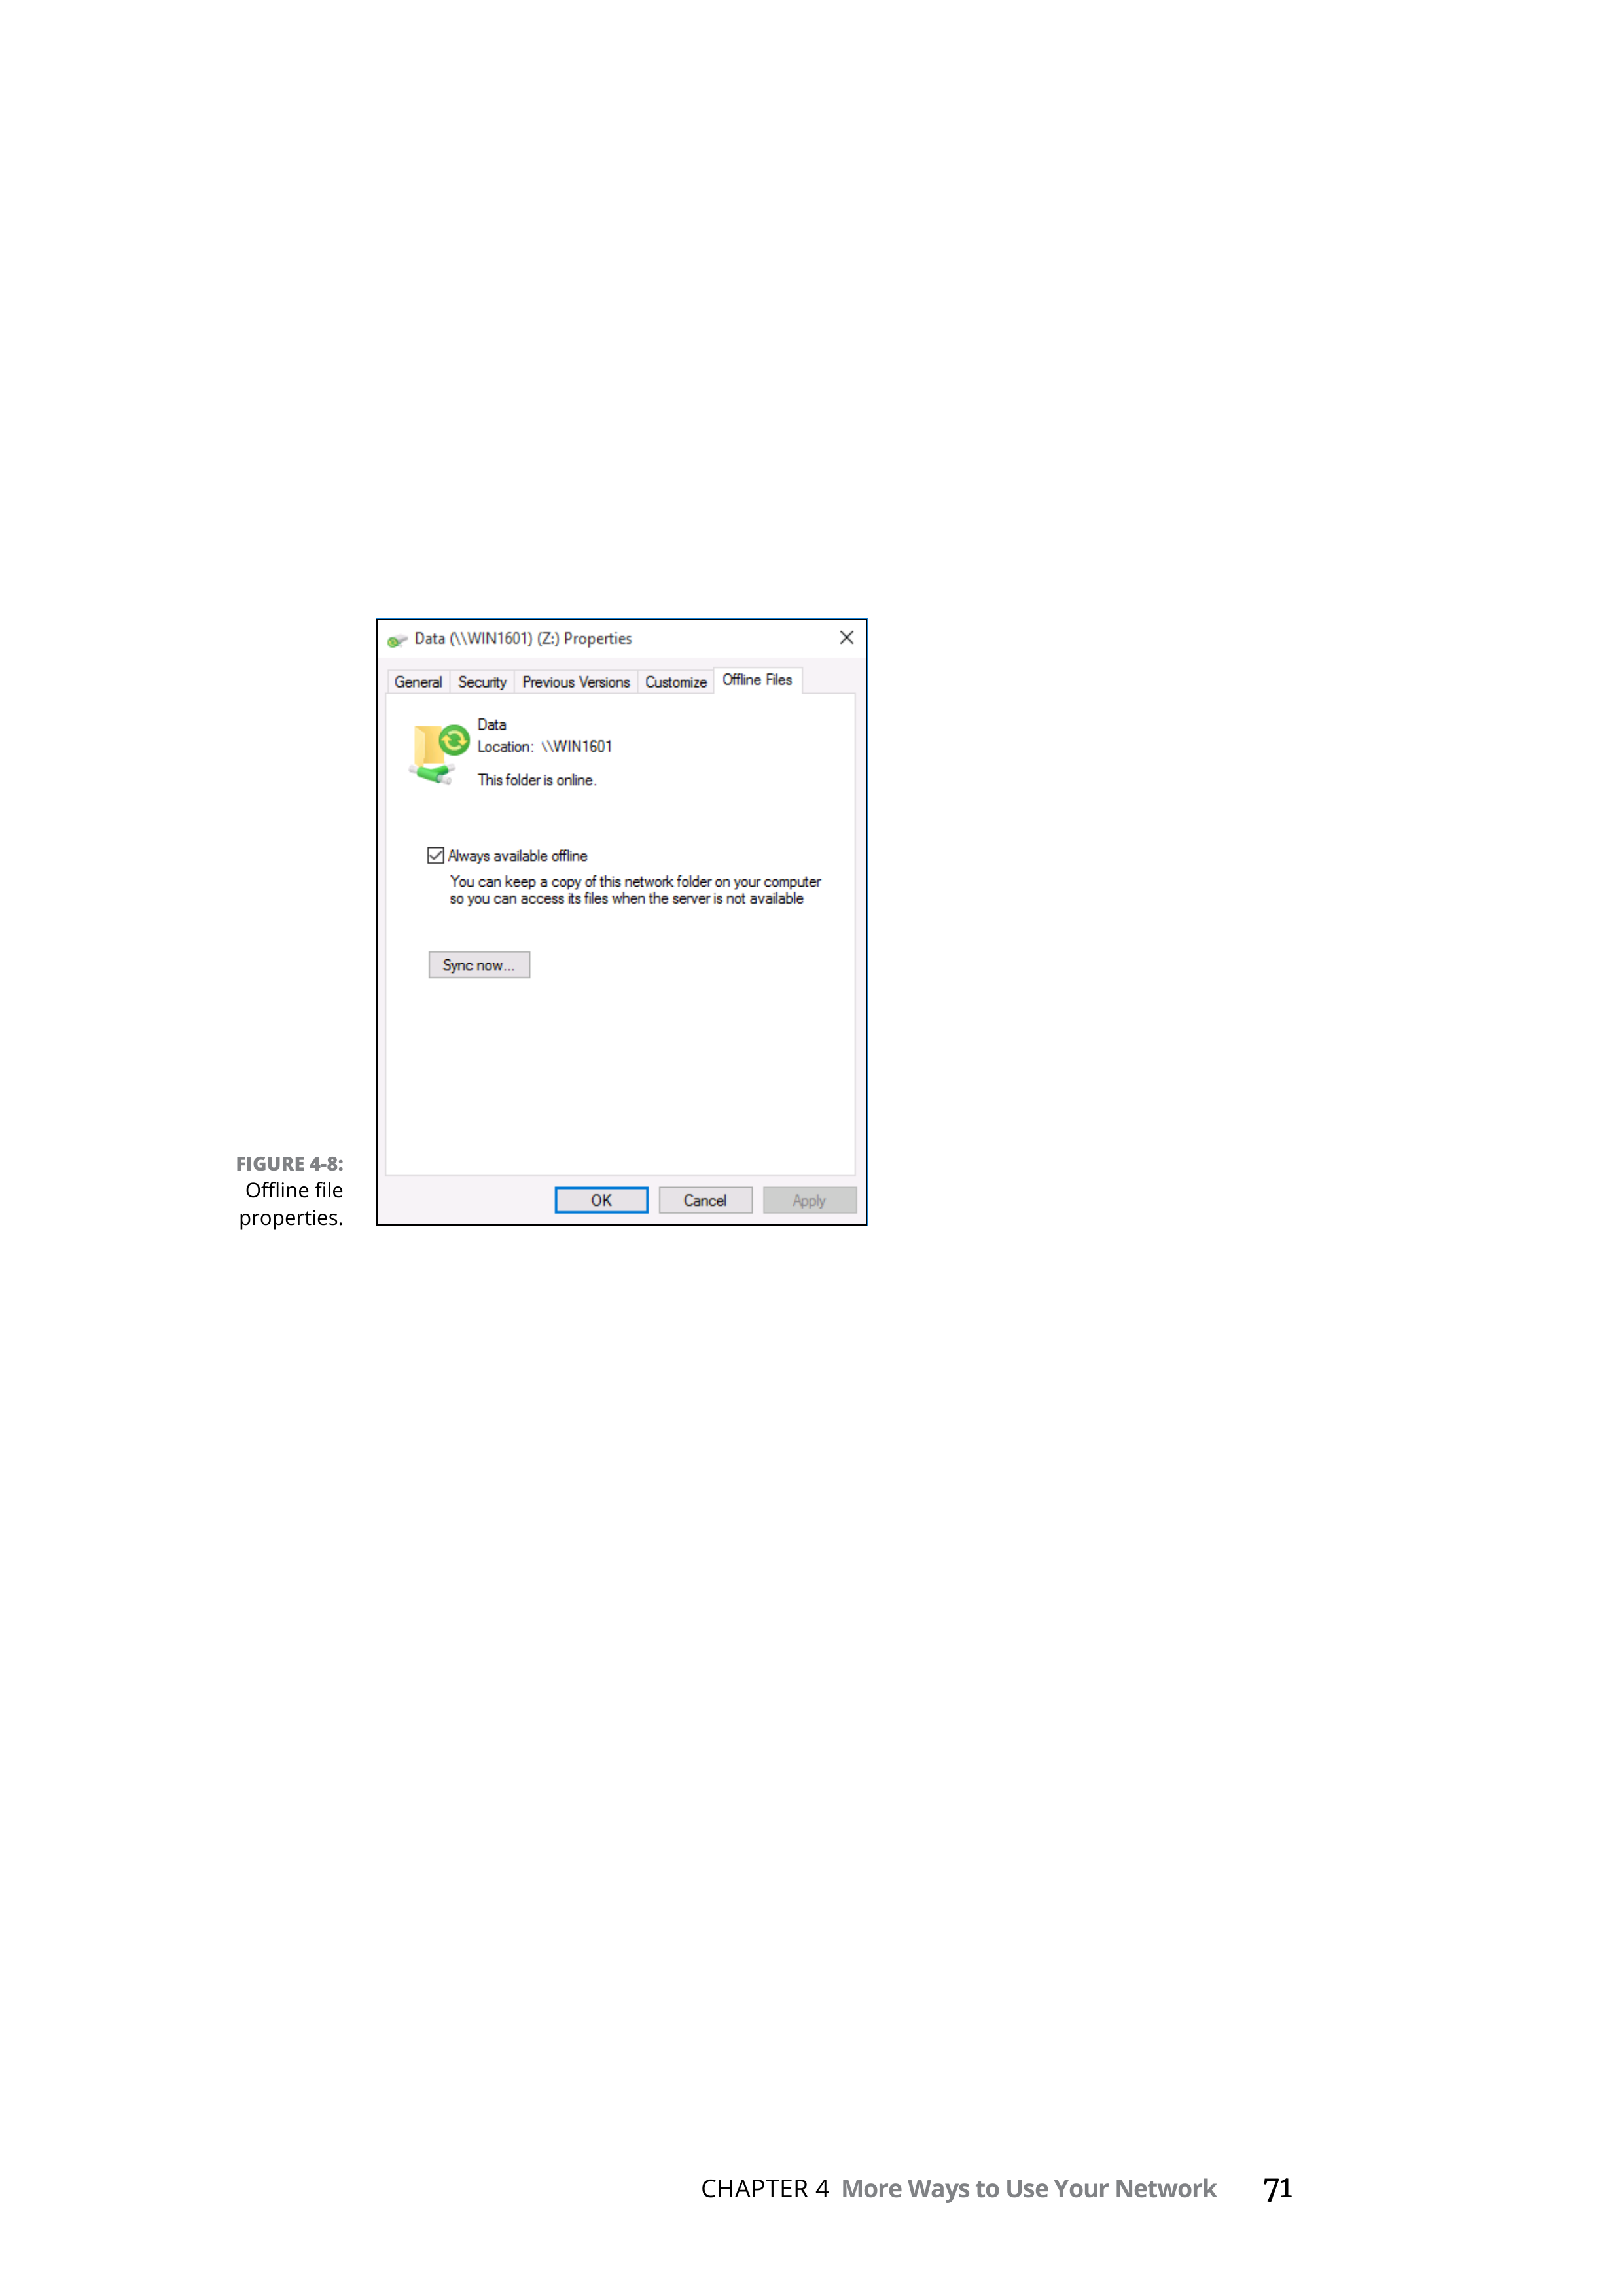 Data (\\WIN1601) (Z:) Properties
General Security Previous Versions Customize Offline Files
Data
Location: \\WIN1601
This folder is online.
Always available offline
You can keep a copy of this network folder on your computer
so you can access its files when the server is not available
Sync now...
OK Cancel Apply
FIGURE 4-8:
Offline file
properties.
CHAPTER 4 More Ways to Use Your Network 71